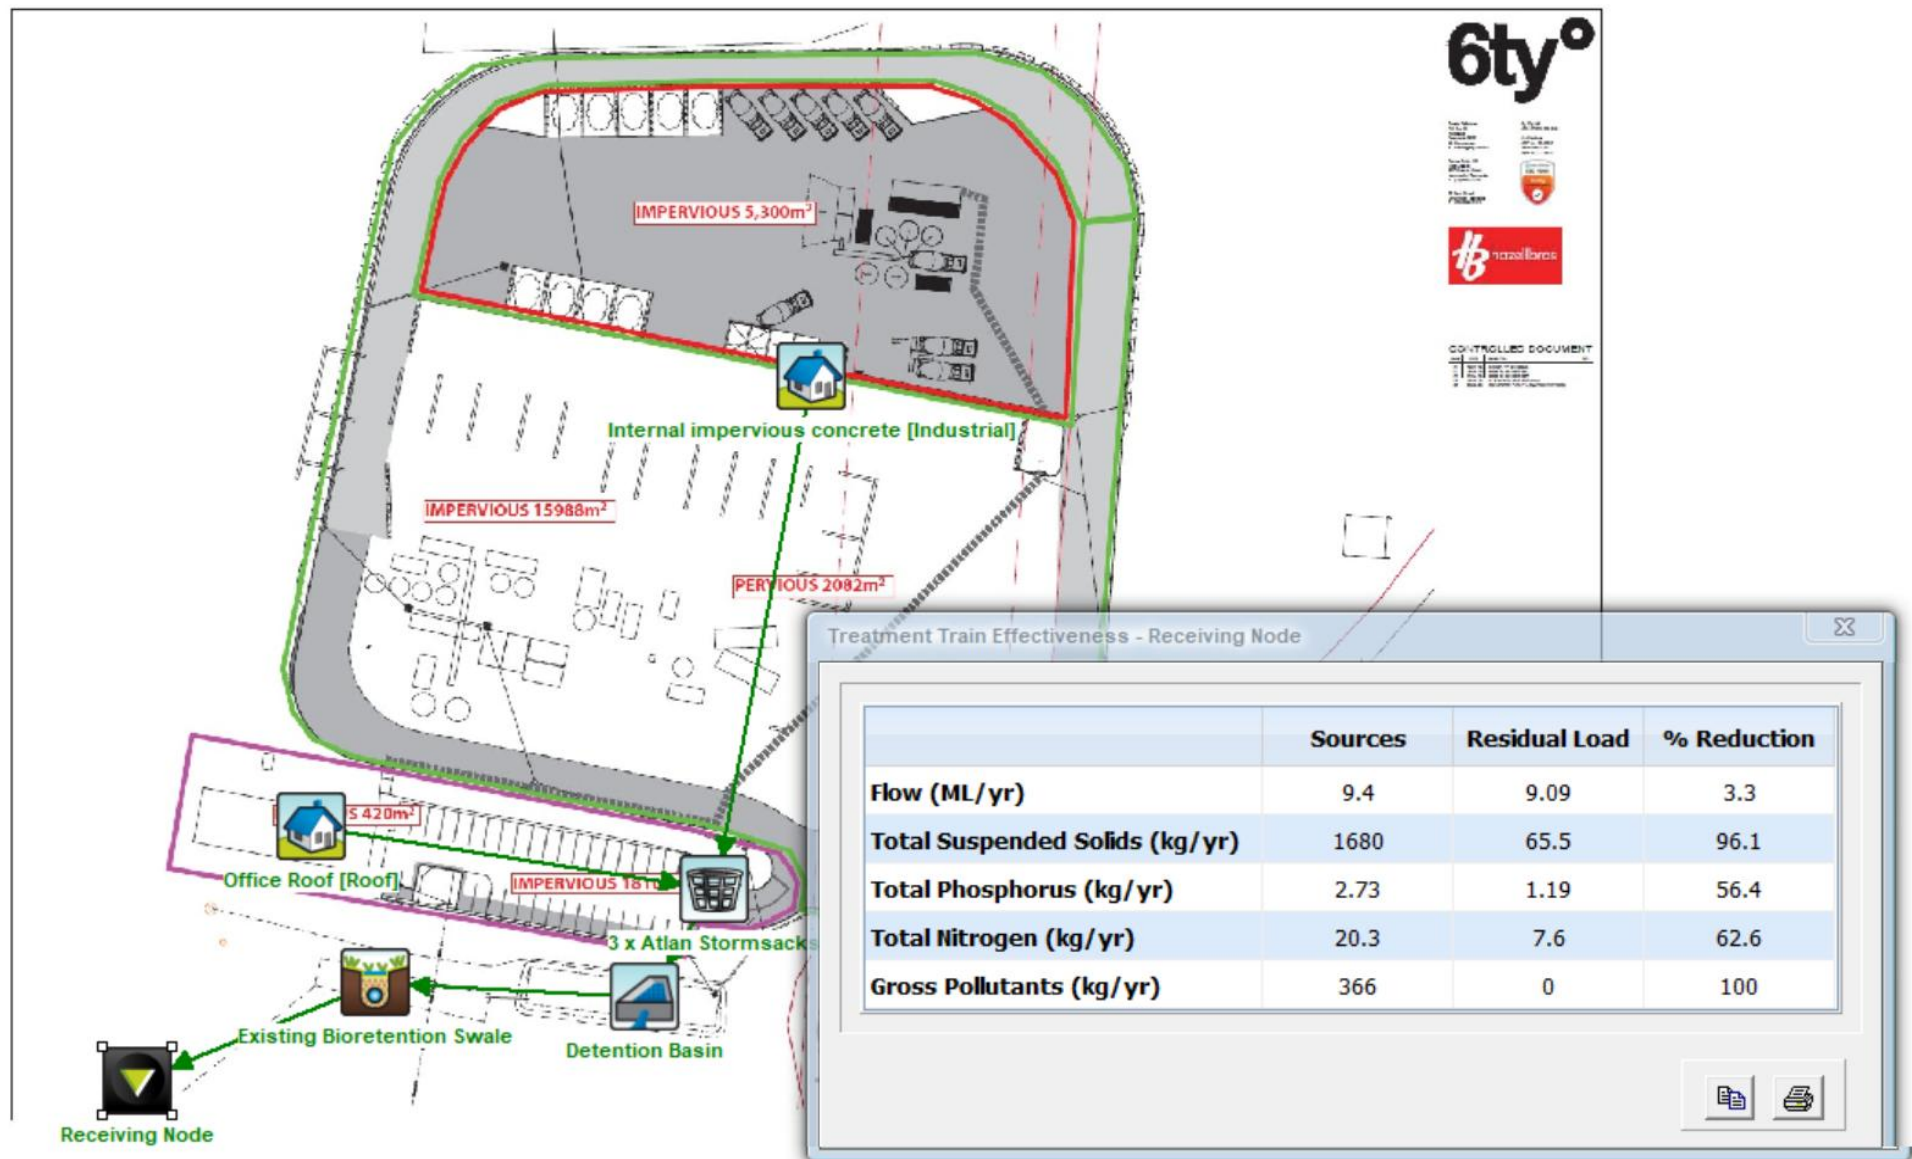 6ty°
hazellbros
CONTROLLED DOCUMENT
IMPERVIOUS 5,300m²
Internal impervious concrete [Industrial]
IMPERVIOUS 15988m²
PERVIOUS 2082m²
S 420m²
Office Roof [Roof]
IMPERVIOUS 181
3 x Atlan Stormsacks
Existing Bioretention Swale
Detention Basin
Receiving Node
Treatment Train Effectiveness - Receiving Node
Sources Residual Load % Reduction
Flow (ML/yr) 9.4 9.09 3.3
Total Suspended Solids (kg/yr) 1680 65.5 96.1
Total Phosphorus (kg/yr) 2.73 1.19 56.4
Total Nitrogen (kg/yr) 20.3 7.6 62.6
Gross Pollutants (kg/yr) 366 0 100